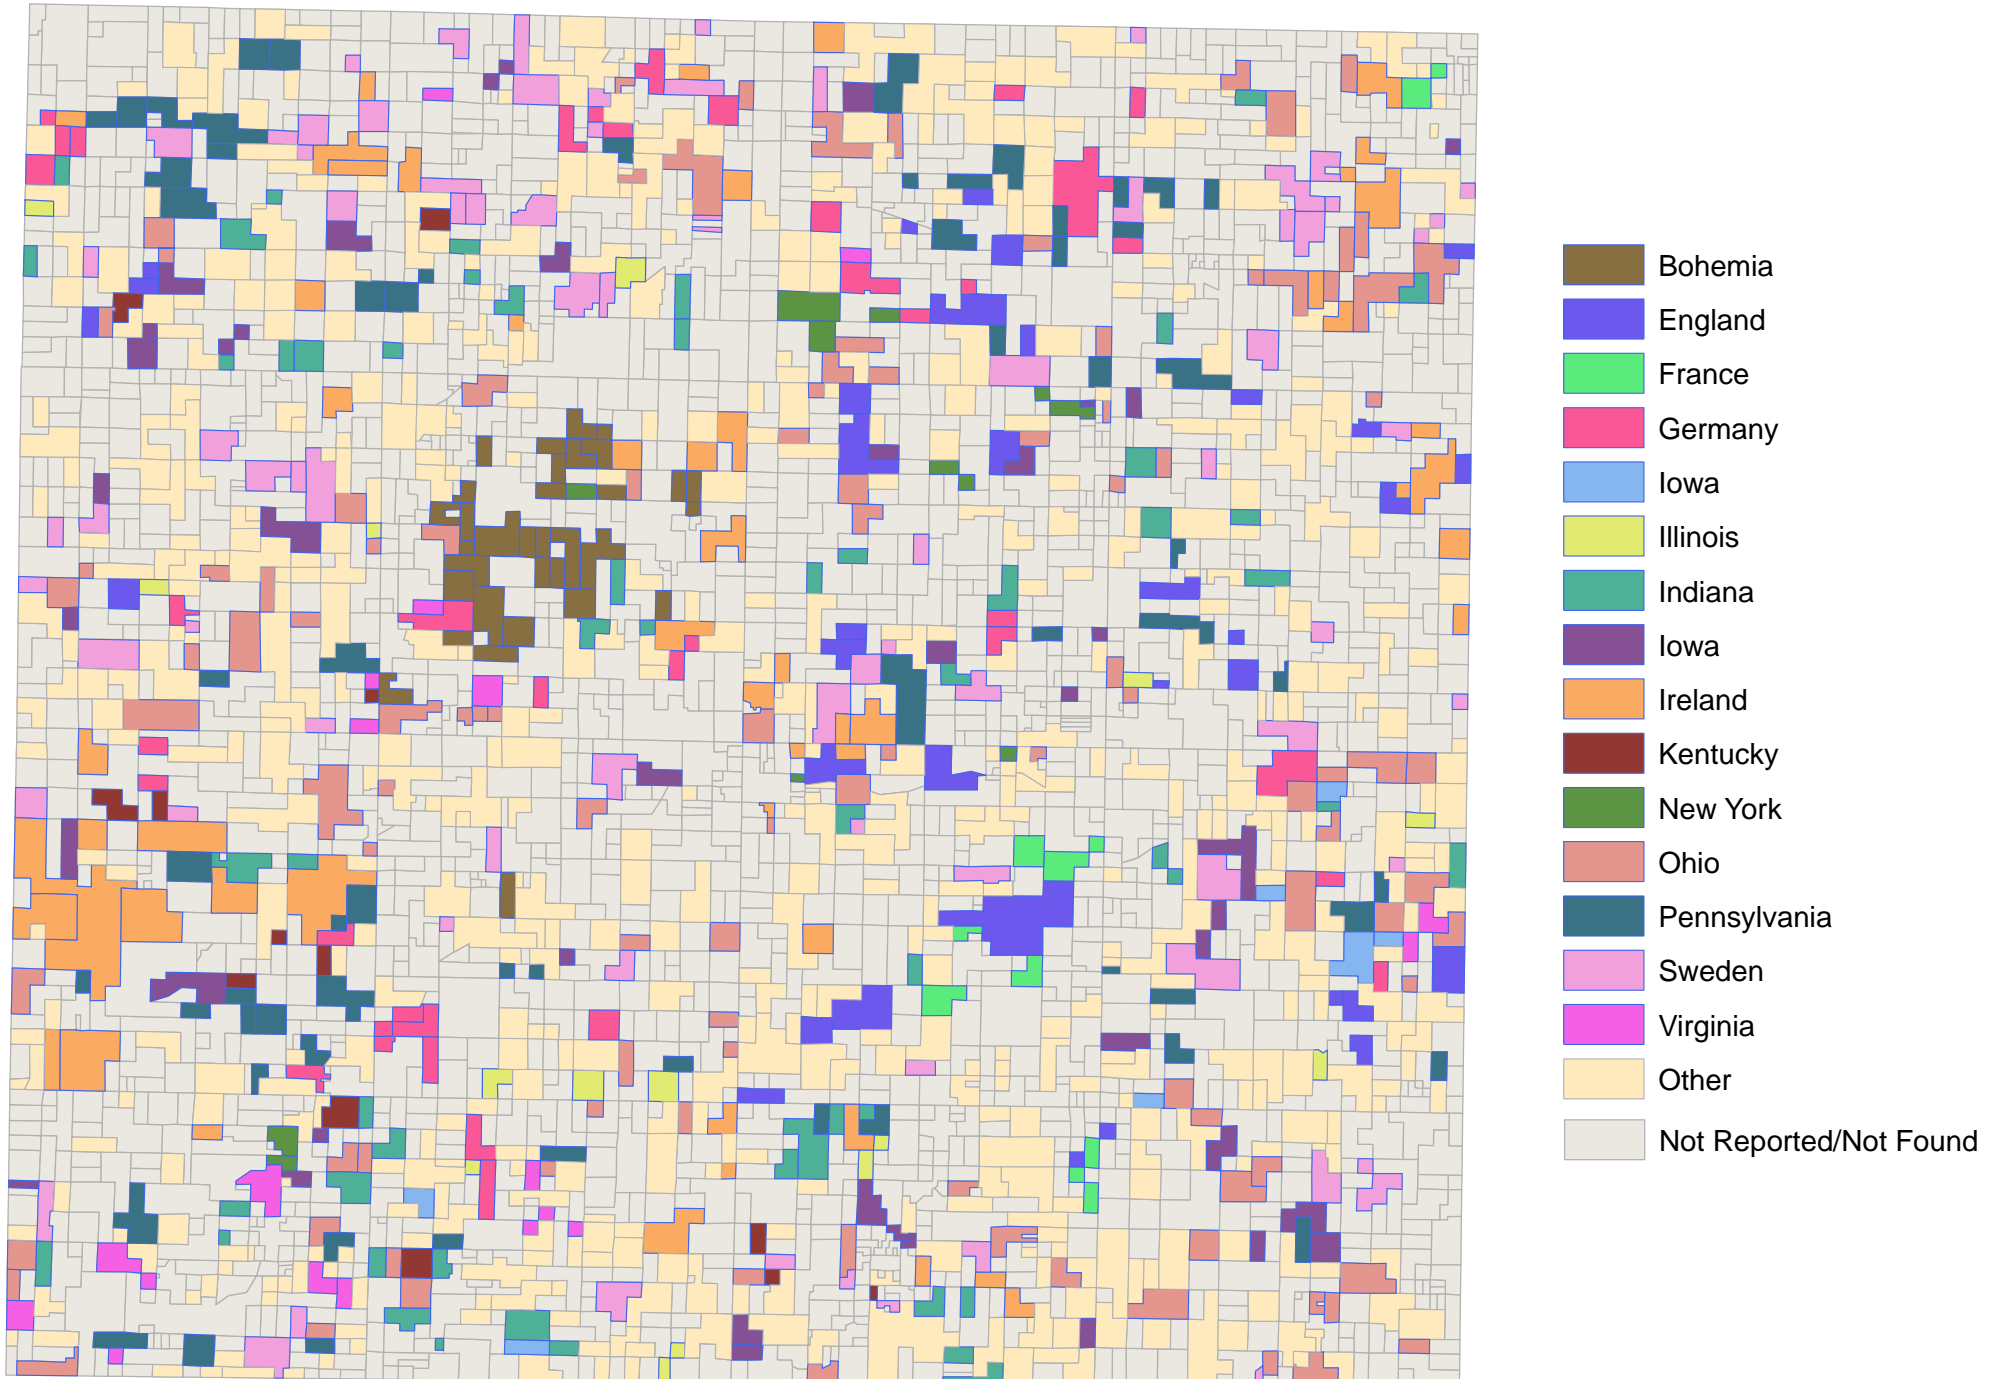 Bohemia
England
France
Germany
Iowa
Illinois
Indiana
Iowa
Ireland
Kentucky
New York
Ohio
Pennsylvania
Sweden
Virginia
Other
Not Reported/Not Found